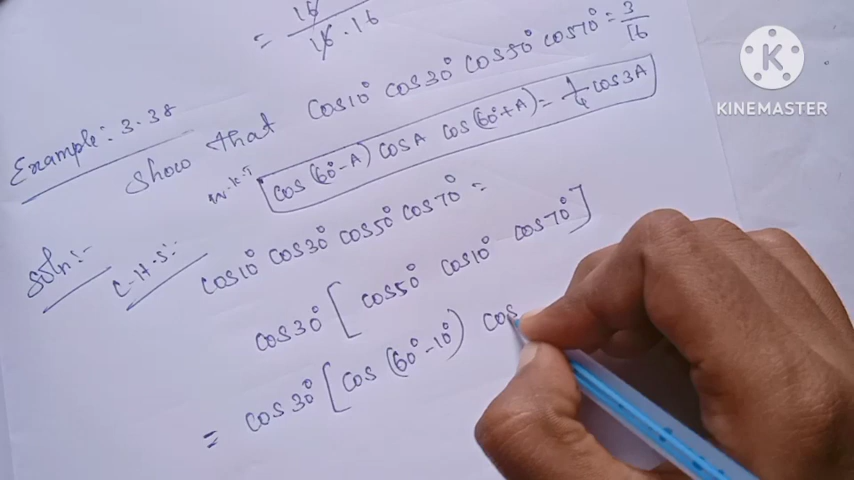 = 16 / 16 · 16
Example: 3.38
Show that cos10° cos30° cos50° cos70° = 3/16
W.K.T cos(60°-A) cosA cos(60°+A) = 1/4 cos3A
Soln:-
L.H.S:- cos10° cos30° cos50° cos70° =
cos30° [cos50° cos10° cos70°]
= cos30° [cos(60°-10°) cos
K
KINEMASTER